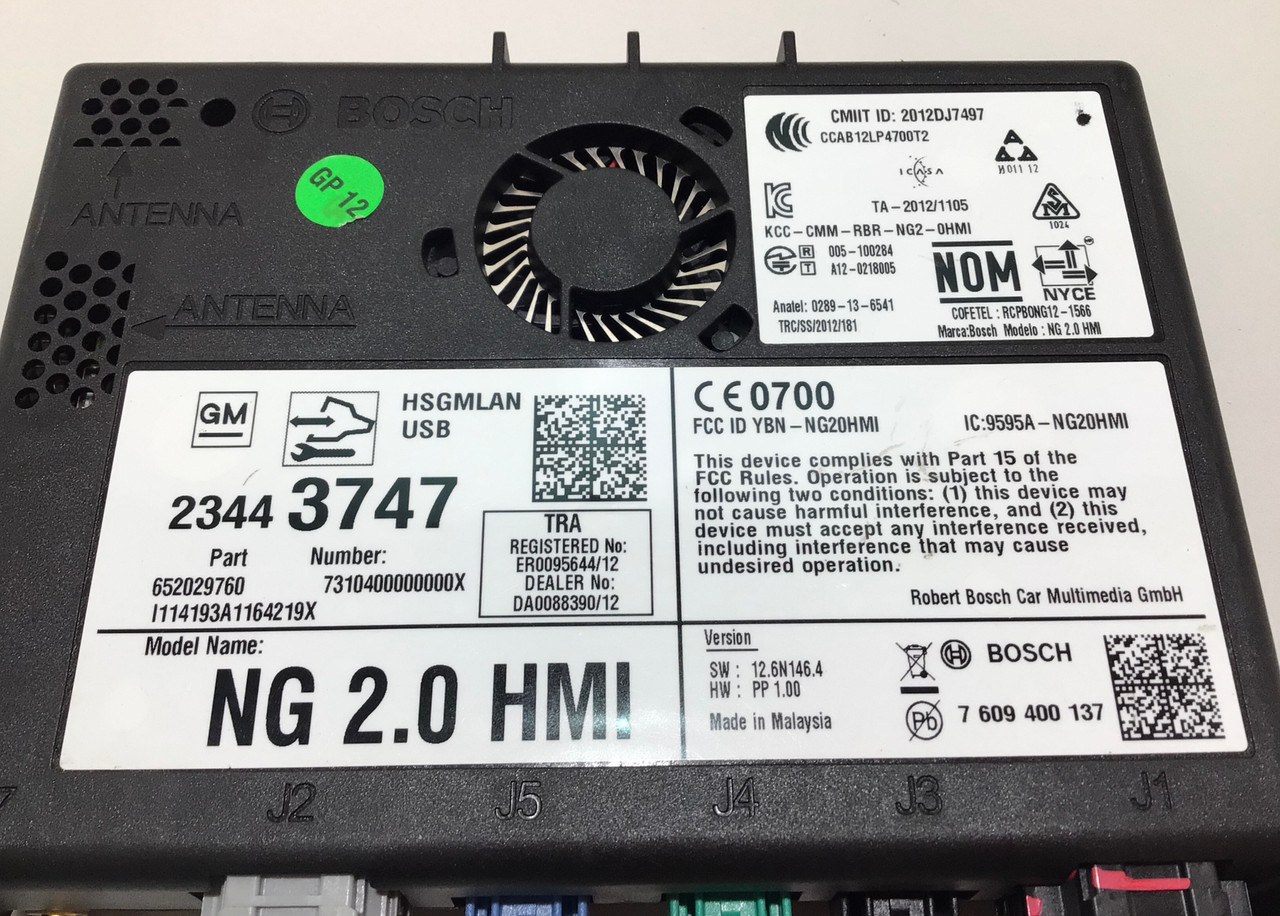 BOSCH
ANTENNA
GP 12
ANTENNA
CMIIT ID: 2012DJ7497
CCAB12LP4700T2
ICASA
TA-2012/1105
KCC-CMM-RBR-NG2-0HMI
H011 12
1024
R 005-100284
T A12-0218005
NOM
NYCE
Anatel: 0289-13-6541
TRC/SS/2012/181
COFETEL: RCPBONG12-1566
Marca:Bosch Modelo: NG 2.0 HMI
GM
HSGMLAN
USB
2344 3747
Part Number:
652029760 7310400000000X
I114193A1164219X
TRA
REGISTERED No:
ER0095644/12
DEALER No:
DA0088390/12
CE0700
FCC ID YBN-NG20HMI IC:9595A-NG20HMI
This device complies with Part 15 of the
FCC Rules. Operation is subject to the
following two conditions: (1) this device may
not cause harmful interference, and (2) this
device must accept any interference received,
including interference that may cause
undesired operation.
Robert Bosch Car Multimedia GmbH
Model Name:
NG 2.0 HMI
Version
SW: 12.6N146.4
HW: PP 1.00
Made in Malaysia
BOSCH
Pb
7 609 400 137
J2 J5 J4 J3 J1